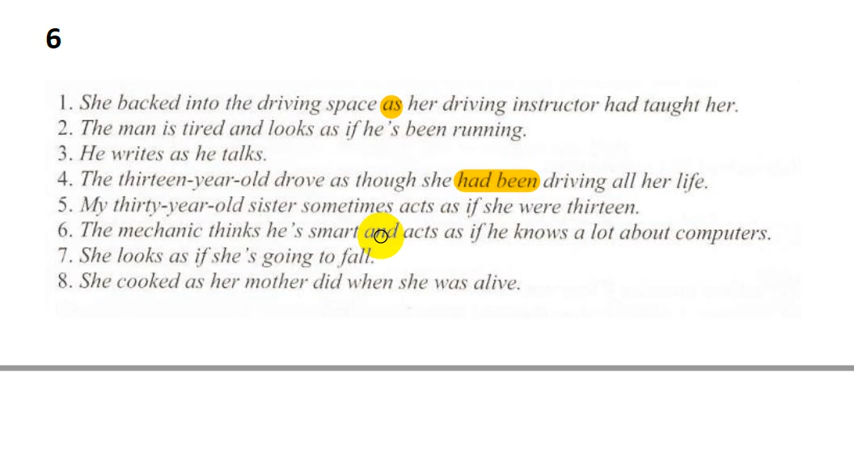 6
1. She backed into the driving space as her driving instructor had taught her.
2. The man is tired and looks as if he's been running.
3. He writes as he talks.
4. The thirteen-year-old drove as though she had been driving all her life.
5. My thirty-year-old sister sometimes acts as if she were thirteen.
6. The mechanic thinks he's smart and acts as if he knows a lot about computers.
7. She looks as if she's going to fall.
8. She cooked as her mother did when she was alive.